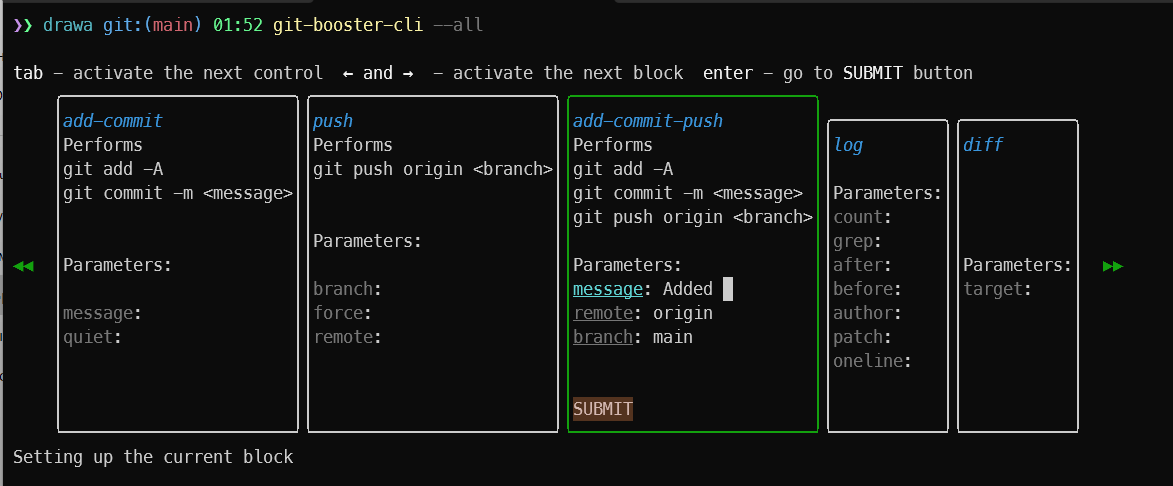 ❯❯ drawa git:(main) 01:52 git-booster-cli --all
tab - activate the next control ← and → - activate the next block enter - go to SUBMIT button
add-commit
Performs
git add -A
git commit -m <message>
Parameters:
message:
quiet:
push
Performs
git push origin <branch>
Parameters:
branch:
force:
remote:
add-commit-push
Performs
git add -A
git commit -m <message>
git push origin <branch>
Parameters:
message: Added
remote: origin
branch: main
SUBMIT
log
Parameters:
count:
grep:
after:
before:
author:
patch:
oneline:
diff
Parameters:
target:
Setting up the current block